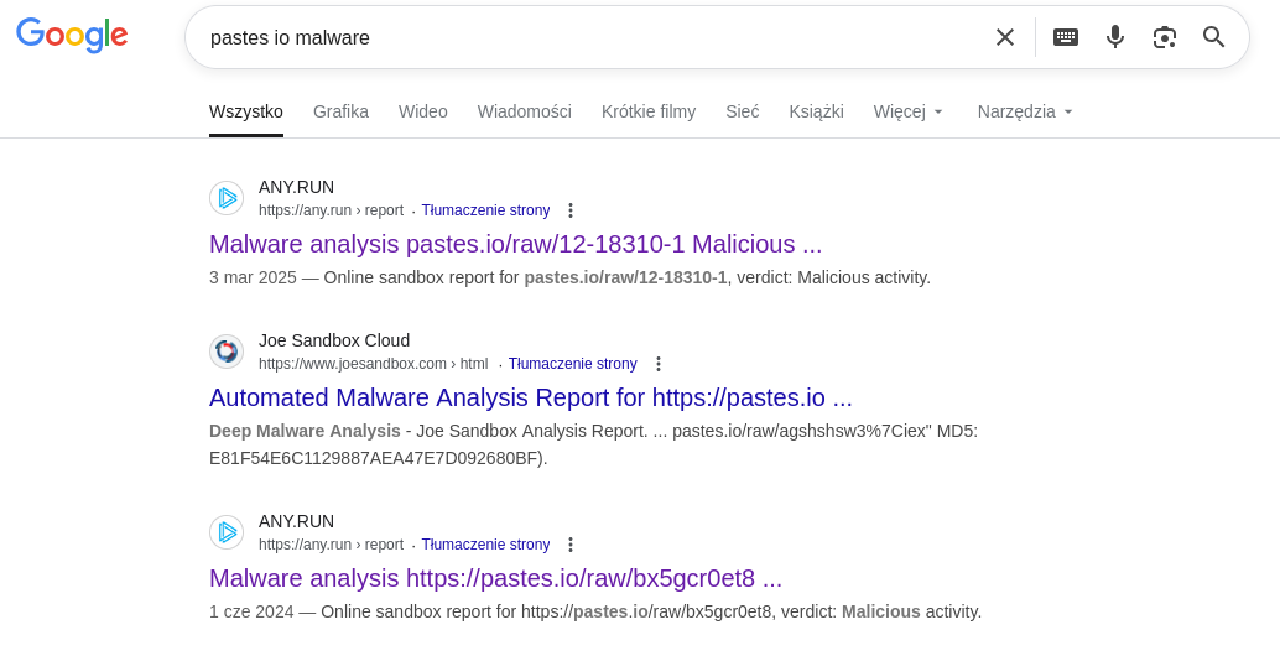 Google
pastes io malware
Wszystko Grafika Wideo Wiadomości Krótkie filmy Sieć Książki Więcej Narzędzia
ANY.RUN
https://any.run › report · Tłumaczenie strony
Malware analysis pastes.io/raw/12-18310-1 Malicious ...
3 mar 2025 — Online sandbox report for pastes.io/raw/12-18310-1, verdict: Malicious activity.
Joe Sandbox Cloud
https://www.joesandbox.com › html · Tłumaczenie strony
Automated Malware Analysis Report for https://pastes.io ...
Deep Malware Analysis - Joe Sandbox Analysis Report. ... pastes.io/raw/agshshsw3%7Ciex" MD5:
E81F54E6C1129887AEA47E7D092680BF).
ANY.RUN
https://any.run › report · Tłumaczenie strony
Malware analysis https://pastes.io/raw/bx5gcr0et8 ...
1 cze 2024 — Online sandbox report for https://pastes.io/raw/bx5gcr0et8, verdict: Malicious activity.